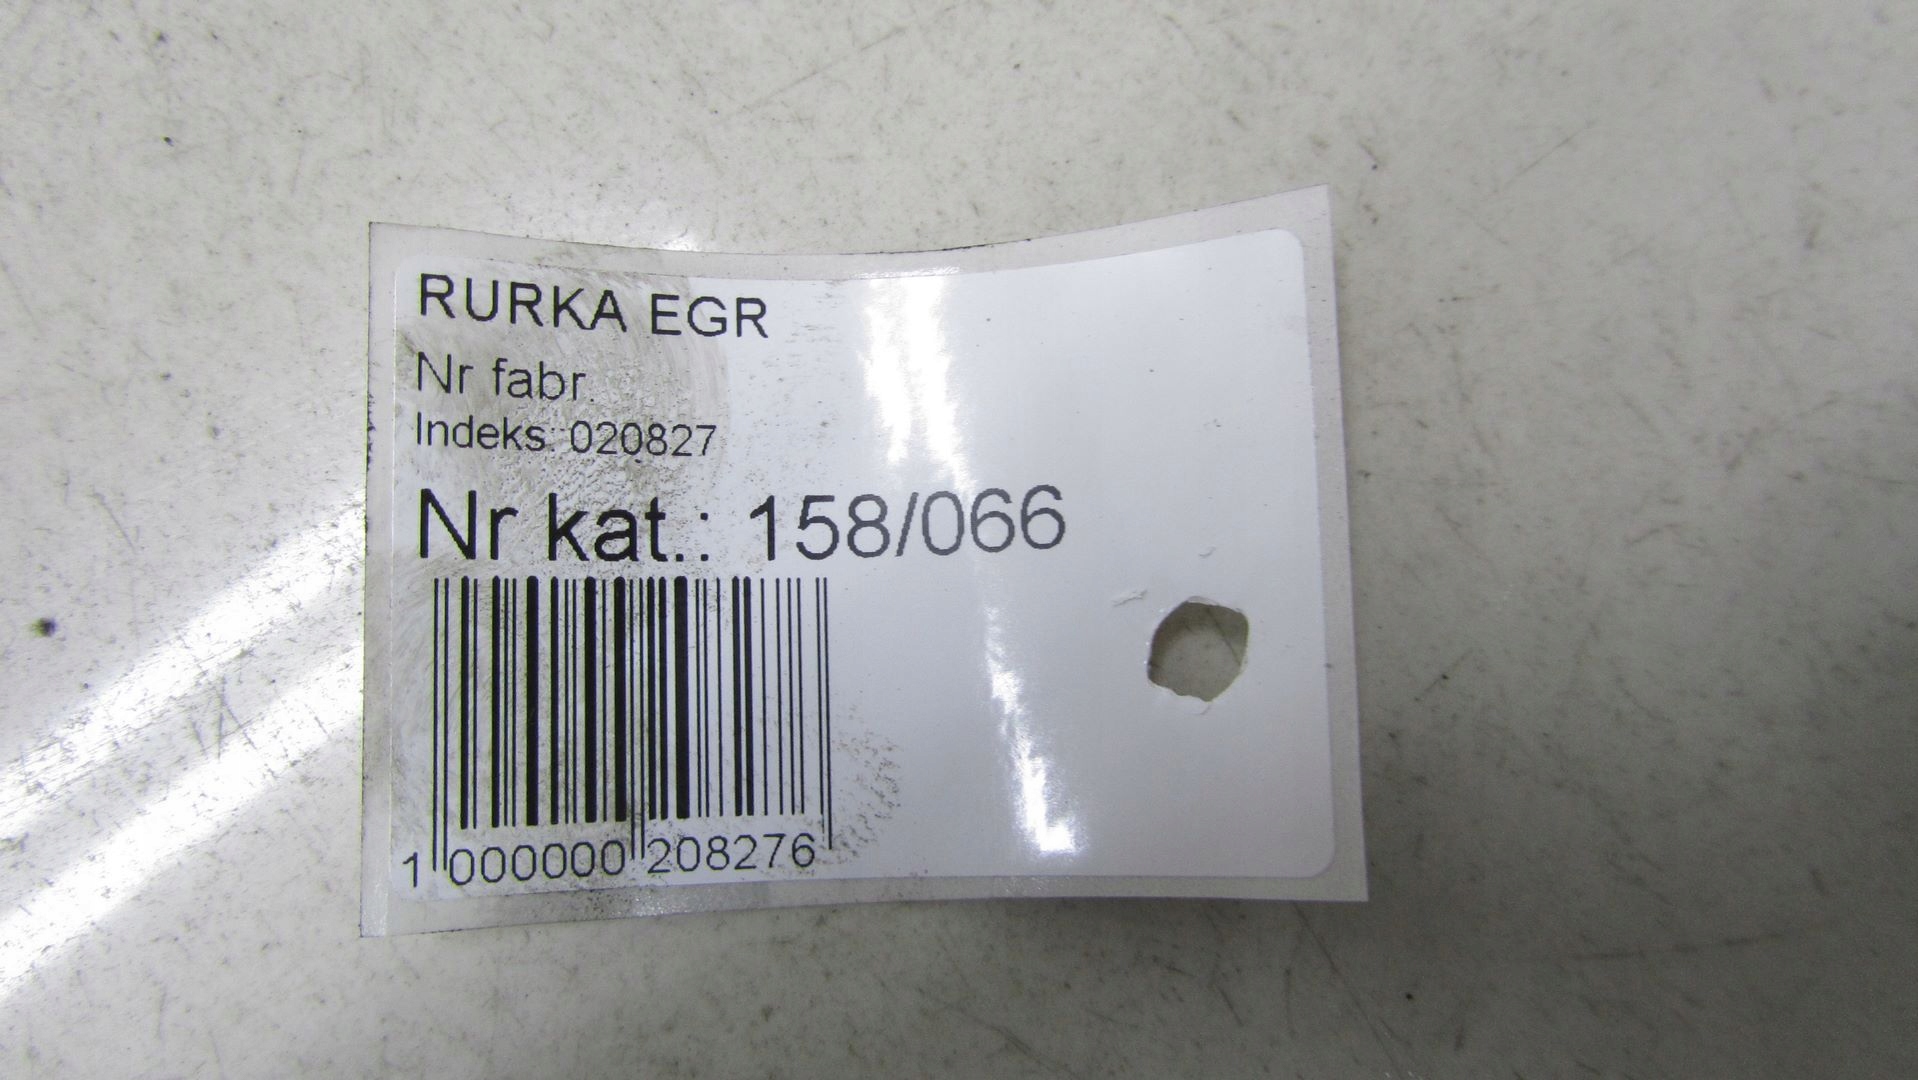 RURKA EGR
Nr fabr.
Indeks: 020827
Nr kat.: 158/066
1 000000 208276